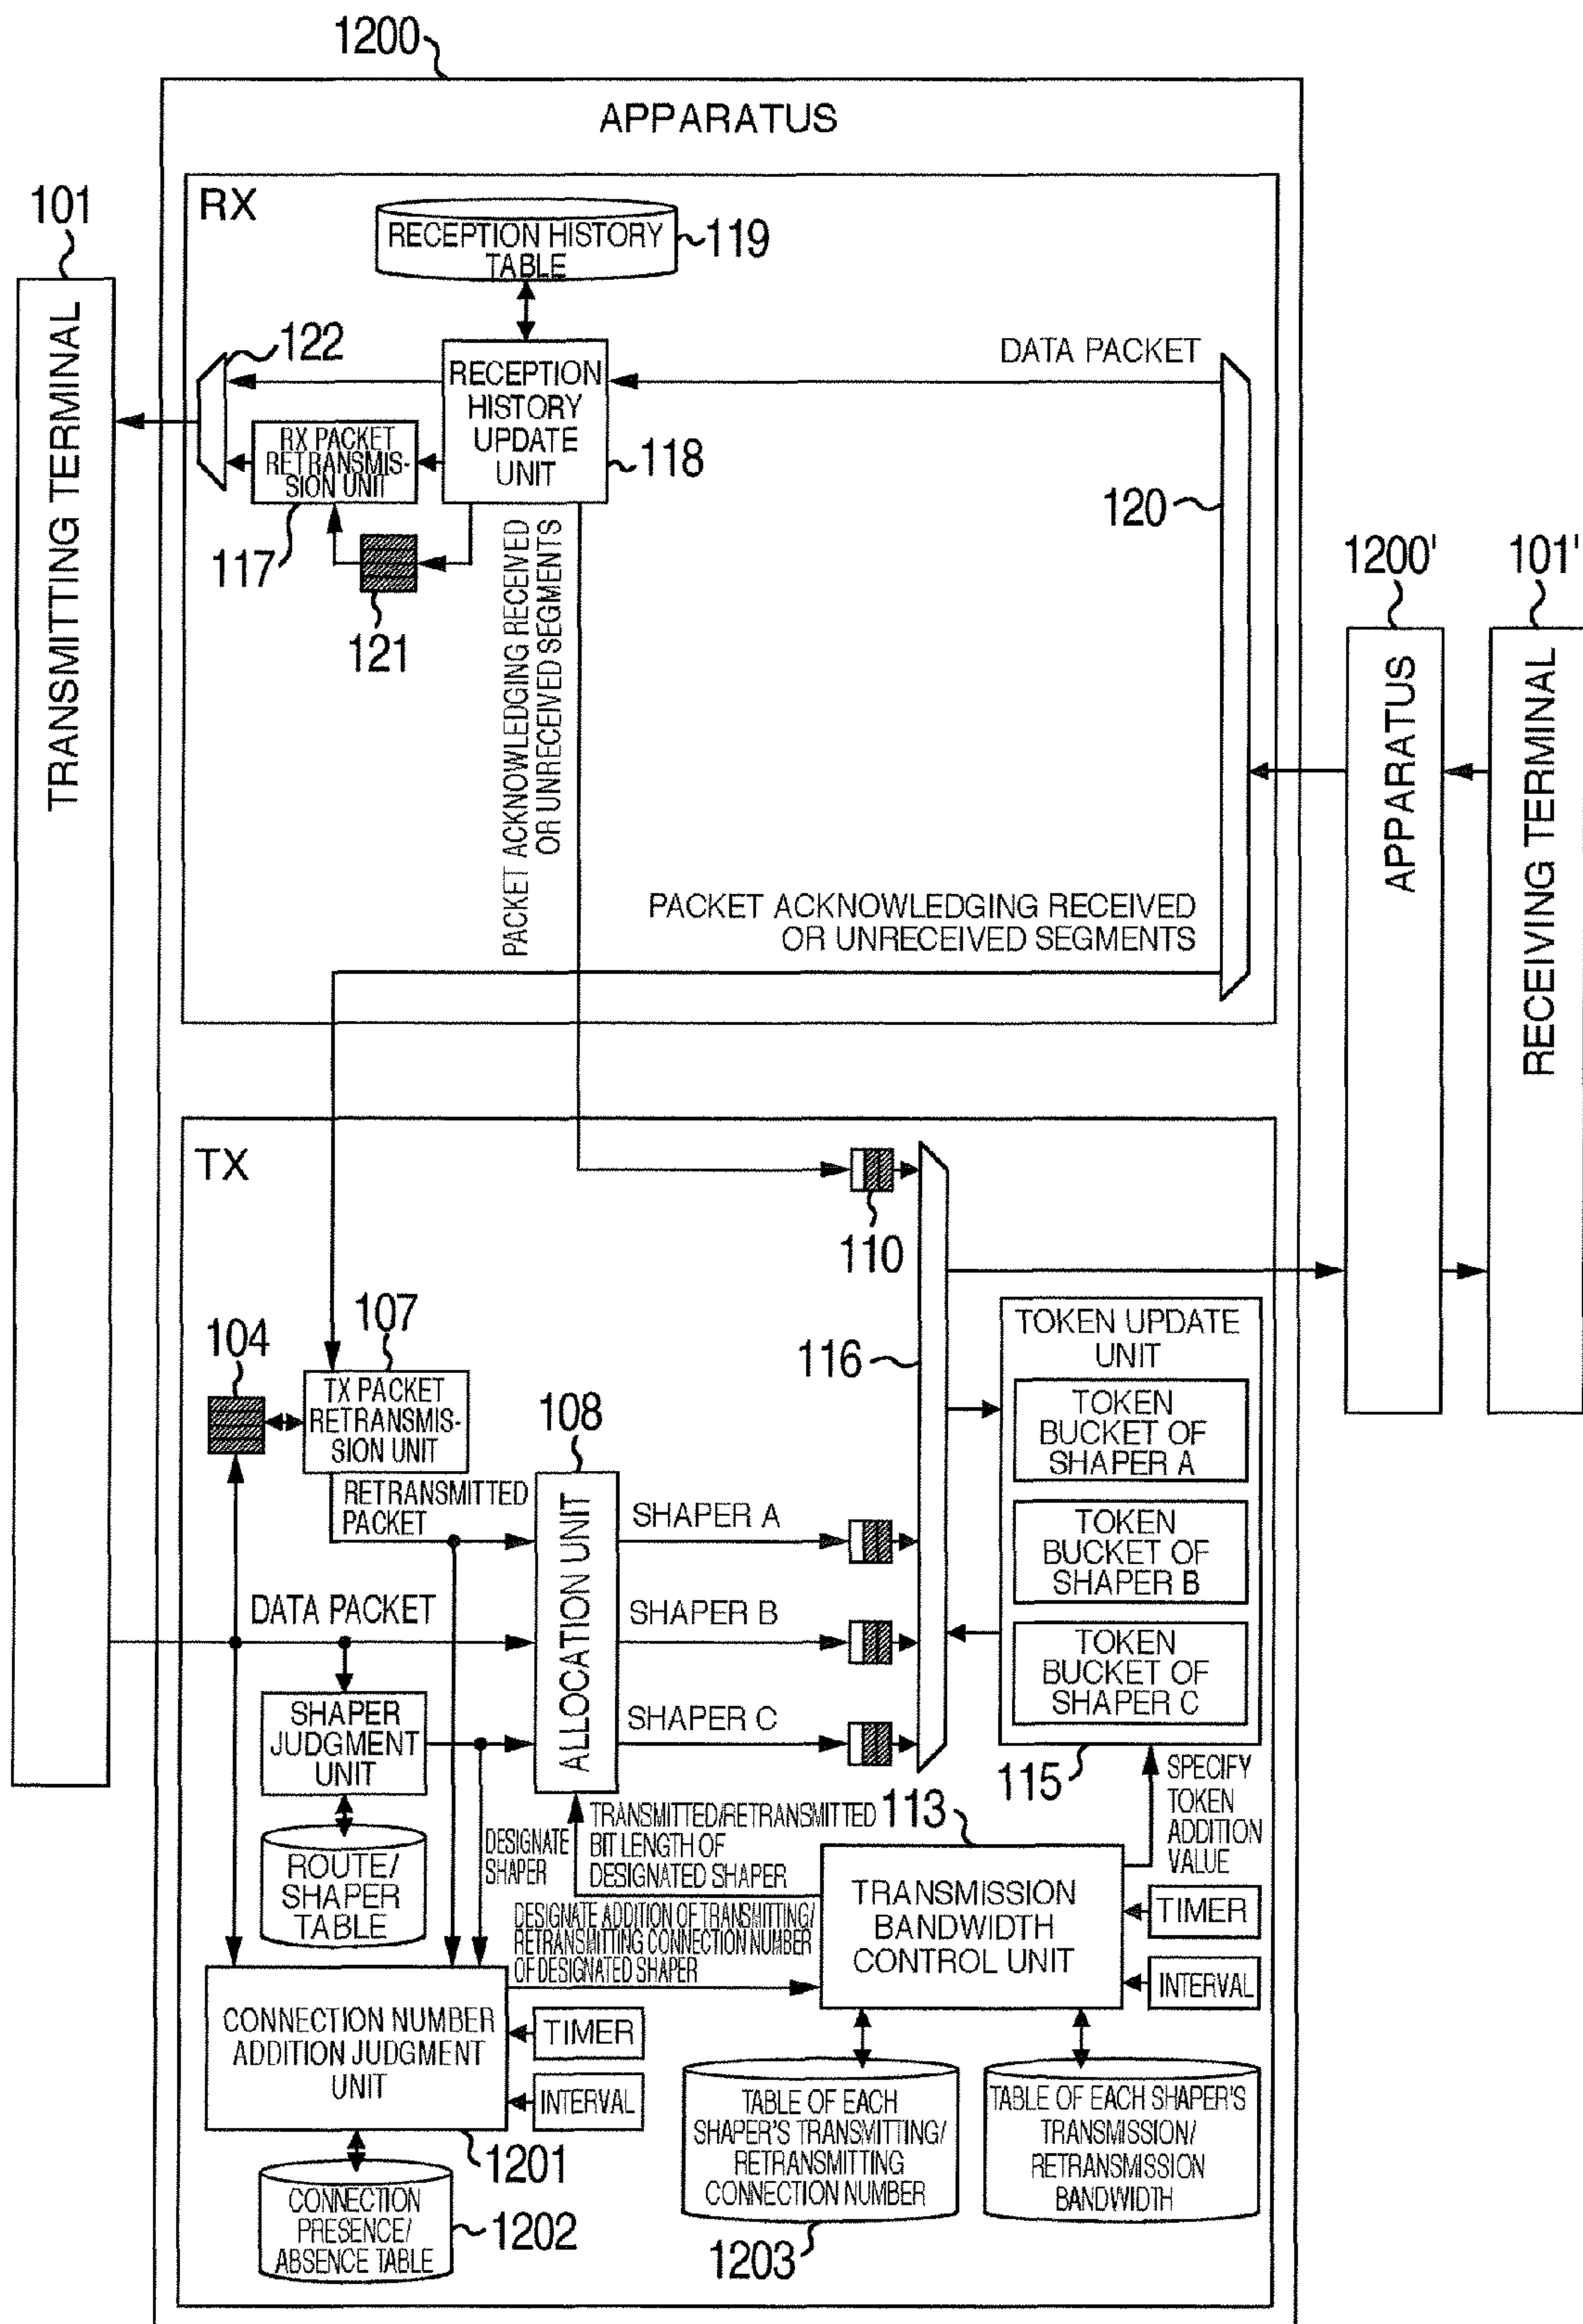 1200
APPARATUS
101
TRANSMITTING TERMINAL
RX
RECEPTION HISTORY
TABLE
119
122
RECEPTION
HISTORY
UPDATE
UNIT
118
DATA PACKET
RX PACKET
RETRANSMIS-
SION UNIT
117
121
120
PACKET ACKNOWLEDGING RECEIVED
OR UNRECEIVED SEGMENTS
PACKET ACKNOWLEDGING RECEIVED
OR UNRECEIVED SEGMENTS
1200'
APPARATUS
101'
RECEIVING TERMINAL
TX
110
116
TOKEN UPDATE
UNIT
TOKEN
BUCKET OF
SHAPER A
TOKEN
BUCKET OF
SHAPER B
TOKEN
BUCKET OF
SHAPER C
115
104
107
TX PACKET
RETRANSMIS-
SION UNIT
RETRANSMITTED
PACKET
108
ALLOCATION UNIT
SHAPER A
SHAPER B
SHAPER C
DATA PACKET
SHAPER
JUDGMENT
UNIT
ROUTE/
SHAPER
TABLE
DESIGNATE
SHAPER
TRANSMITTED/RETRANSMITTED
BIT LENGTH OF
DESIGNATED SHAPER
113
SPECIFY
TOKEN
ADDITION
VALUE
DESIGNATE ADDITION OF TRANSMITTING/
RETRANSMITTING CONNECTION NUMBER
OF DESIGNATED SHAPER
TRANSMISSION
BANDWIDTH
CONTROL UNIT
TIMER
INTERVAL
CONNECTION NUMBER
ADDITION JUDGMENT
UNIT
TIMER
INTERVAL
1201
CONNECTION
PRESENCE/
ABSENCE TABLE
1202
TABLE OF EACH
SHAPER'S TRANSMITTING/
RETRANSMITTING
CONNECTION NUMBER
1203
TABLE OF EACH SHAPER'S
TRANSMISSION/
RETRANSMISSION
BANDWIDTH